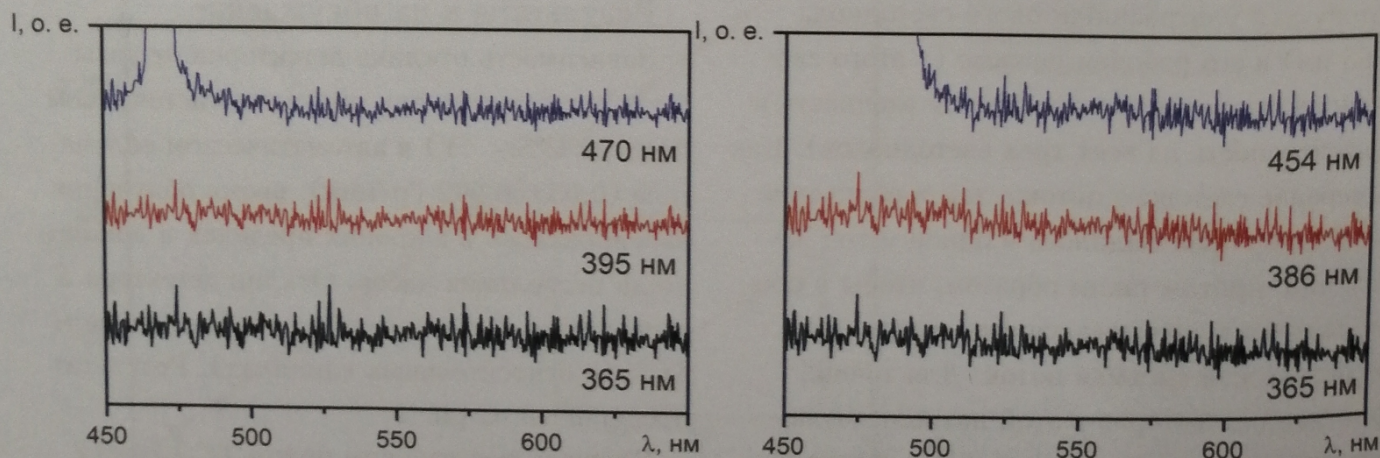 I, о. е.
470 нм
395 нм
365 нм
450 500 550 600 λ, нм
I, о. е.
454 нм
386 нм
365 нм
450 500 550 600 λ, нм